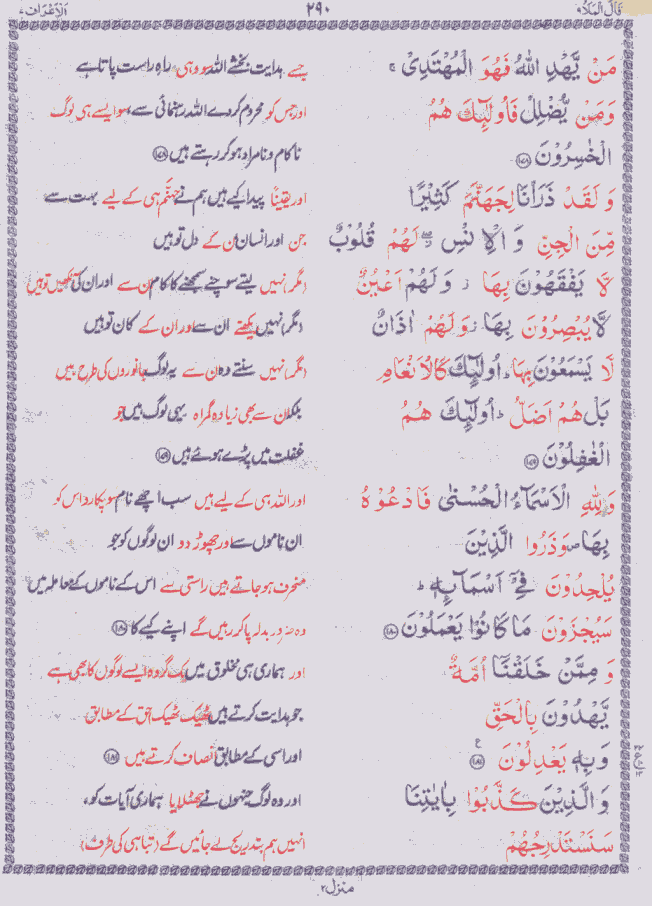 قَالَ الْمَلَاُ ۹ ۲۹۰ اَلْاَعْرَاف ۷
مَنْ يَّهْدِ اللّٰهُ فَهُوَ الْمُهْتَدِىْ ۚ جسے ہدایت بخشے اللہ سو وہی راہِ راست پاتا ہے
وَمَنْ يُّضْلِلْ فَاُولٰٓئِكَ هُمُ اور جس کو محروم کر دے اللہ رہنمائی سے، سو ایسے ہی لوگ
الْخٰسِرُوْنَ ﴿۱۷۸﴾ ناکام و نامراد ہو کر رہتے ہیں ﴿۱۷۸﴾
وَ لَقَدْ ذَرَاْنَا لِجَهَنَّمَ كَثِيْرًا اور یقیناً پیدا کیے ہیں ہم نے جہنّم ہی کے لیے بہت سے
مِّنَ الْجِنِّ وَ الْاِنْسِ ۖ لَهُمْ قُلُوْبٌ جن اور انسان ان کے دل تو ہیں
لَّا يَفْقَهُوْنَ بِهَا ز وَ لَهُمْ اَعْيُنٌ (مگر) نہیں لیتے سوچنے سمجھنے کا کام ان سے اور ان کی آنکھیں تو ہیں
لَّا يُبْصِرُوْنَ بِهَا ز وَلَهُمْ اٰذَانٌ (مگر) نہیں دیکھتے ان سے اور ان کے کان تو ہیں
لَّا يَسْمَعُوْنَ بِهَا ط اُولٰٓئِكَ كَالْاَنْعَامِ (مگر) نہیں سنتے وہ ان سے یہ لوگ جانوروں کی طرح ہیں
بَلْ هُمْ اَضَلُّ ط اُولٰٓئِكَ هُمُ بلکہ ان سے بھی زیادہ گمراہ یہی لوگ ہیں جو
الْغٰفِلُوْنَ ﴿۱۷۹﴾ غفلت میں پڑے ہوئے ہیں ﴿۱۷۹﴾
وَلِلّٰهِ الْاَسْمَآءُ الْحُسْنٰى فَادْعُوْهُ اور اللہ ہی کے لیے ہیں سب اچھے نام سو پکارو اس کو
بِهَا ص وَذَرُوا الَّذِيْنَ ان ناموں سے اور چھوڑ دو ان لوگوں کو جو
يُلْحِدُوْنَ فِىْٓ اَسْمَآئِهٖ ط منحرف ہو جاتے ہیں راستی سے اس کے ناموں کے معاملہ میں
سَيُجْزَوْنَ مَا كَانُوْا يَعْمَلُوْنَ ﴿۱۸۰﴾ وہ ضرور بدلہ پا کر رہیں گے اپنے کیے کا ﴿۱۸۰﴾
وَ مِمَّنْ خَلَقْنَآ اُمَّةٌ اور ہماری ہی مخلوق میں یک گروہ ایسے لوگوں کا بھی ہے
يَّهْدُوْنَ بِالْحَقِّ جو ہدایت کرتے ہیں ٹھیک ٹھیک حق کے مطابق
وَبِهٖ يَعْدِلُوْنَ ﴿۱۸۱﴾ ع اور اسی کے مطابق انصاف کرتے ہیں ﴿۱۸۱﴾
وَالَّذِيْنَ كَذَّبُوْا بِاٰيٰتِنَا اور وہ لوگ جنہوں نے جھٹلایا ہماری آیات کو،
سَنَسْتَدْرِجُهُمْ انہیں ہم بتدریج لے جائیں گے (تباہی کی طرف)
منزل ۲